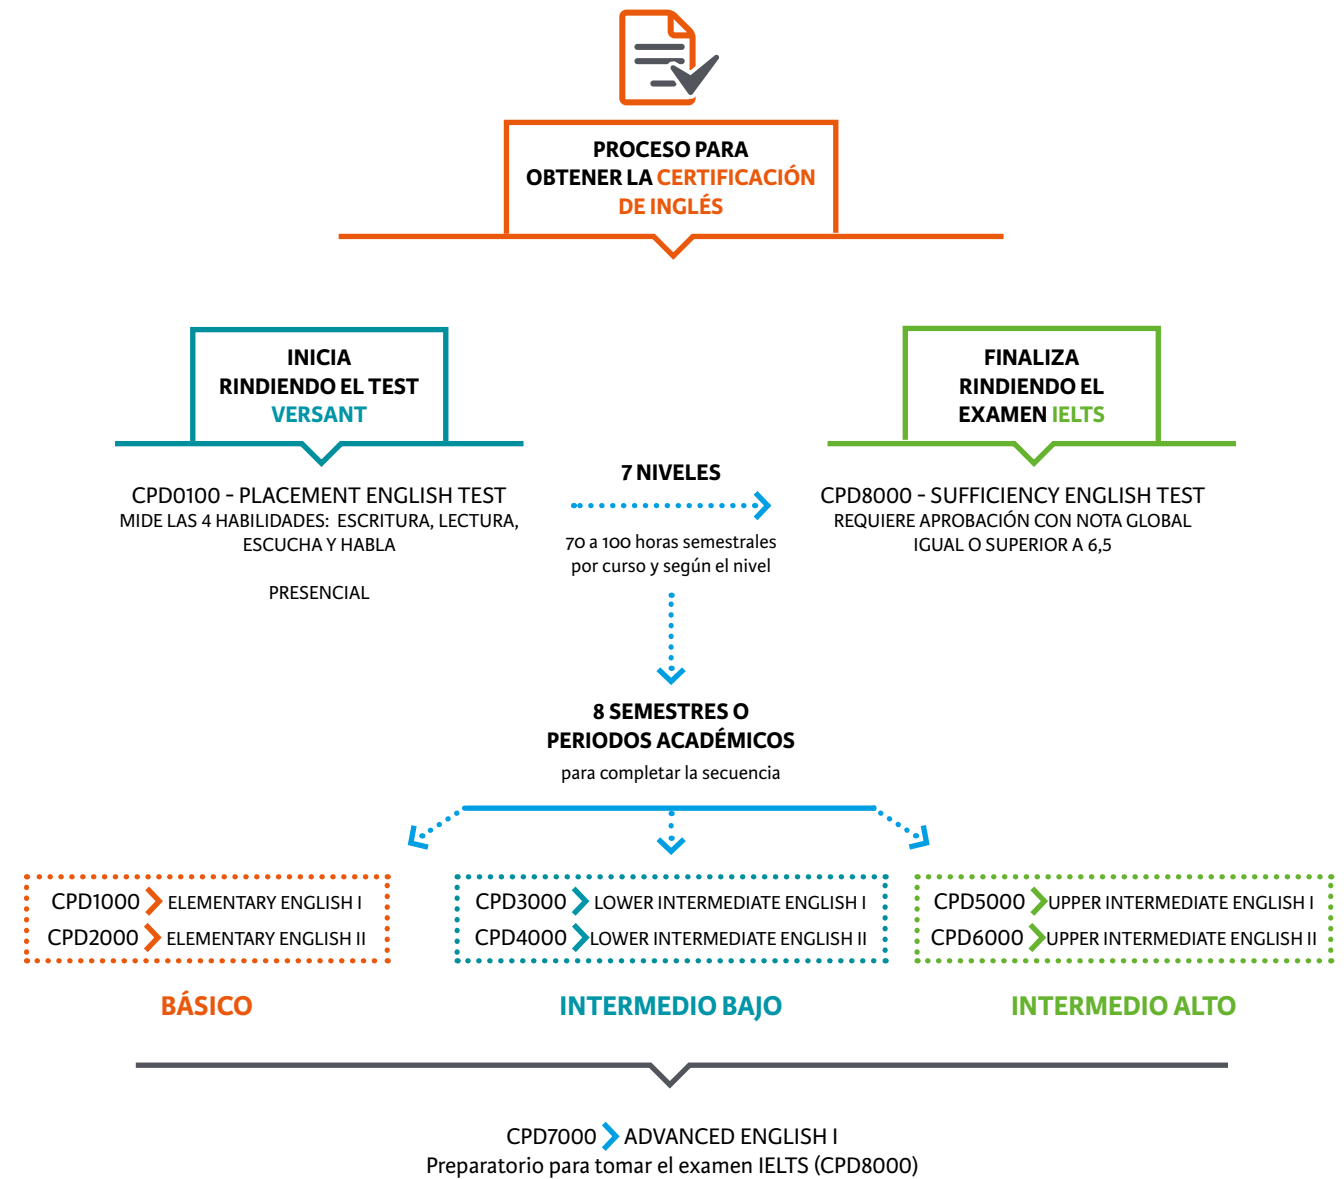 PROCESO PARA
OBTENER LA CERTIFICACIÓN
DE INGLÉS
INICIA
RINDIENDO EL TEST
VERSANT
CPD0100 - PLACEMENT ENGLISH TEST
MIDE LAS 4 HABILIDADES: ESCRITURA, LECTURA,
ESCUCHA Y HABLA
PRESENCIAL
7 NIVELES
70 a 100 horas semestrales
por curso y según el nivel
FINALIZA
RINDIENDO EL
EXAMEN IELTS
CPD8000 - SUFFICIENCY ENGLISH TEST
REQUIERE APROBACIÓN CON NOTA GLOBAL
IGUAL O SUPERIOR A 6,5
8 SEMESTRES O
PERIODOS ACADÉMICOS
para completar la secuencia
CPD1000 ELEMENTARY ENGLISH I
CPD2000 ELEMENTARY ENGLISH II
BÁSICO
CPD3000 LOWER INTERMEDIATE ENGLISH I
CPD4000 LOWER INTERMEDIATE ENGLISH II
INTERMEDIO BAJO
CPD5000 UPPER INTERMEDIATE ENGLISH I
CPD6000 UPPER INTERMEDIATE ENGLISH II
INTERMEDIO ALTO
CPD7000 ADVANCED ENGLISH I
Preparatorio para tomar el examen IELTS (CPD8000)